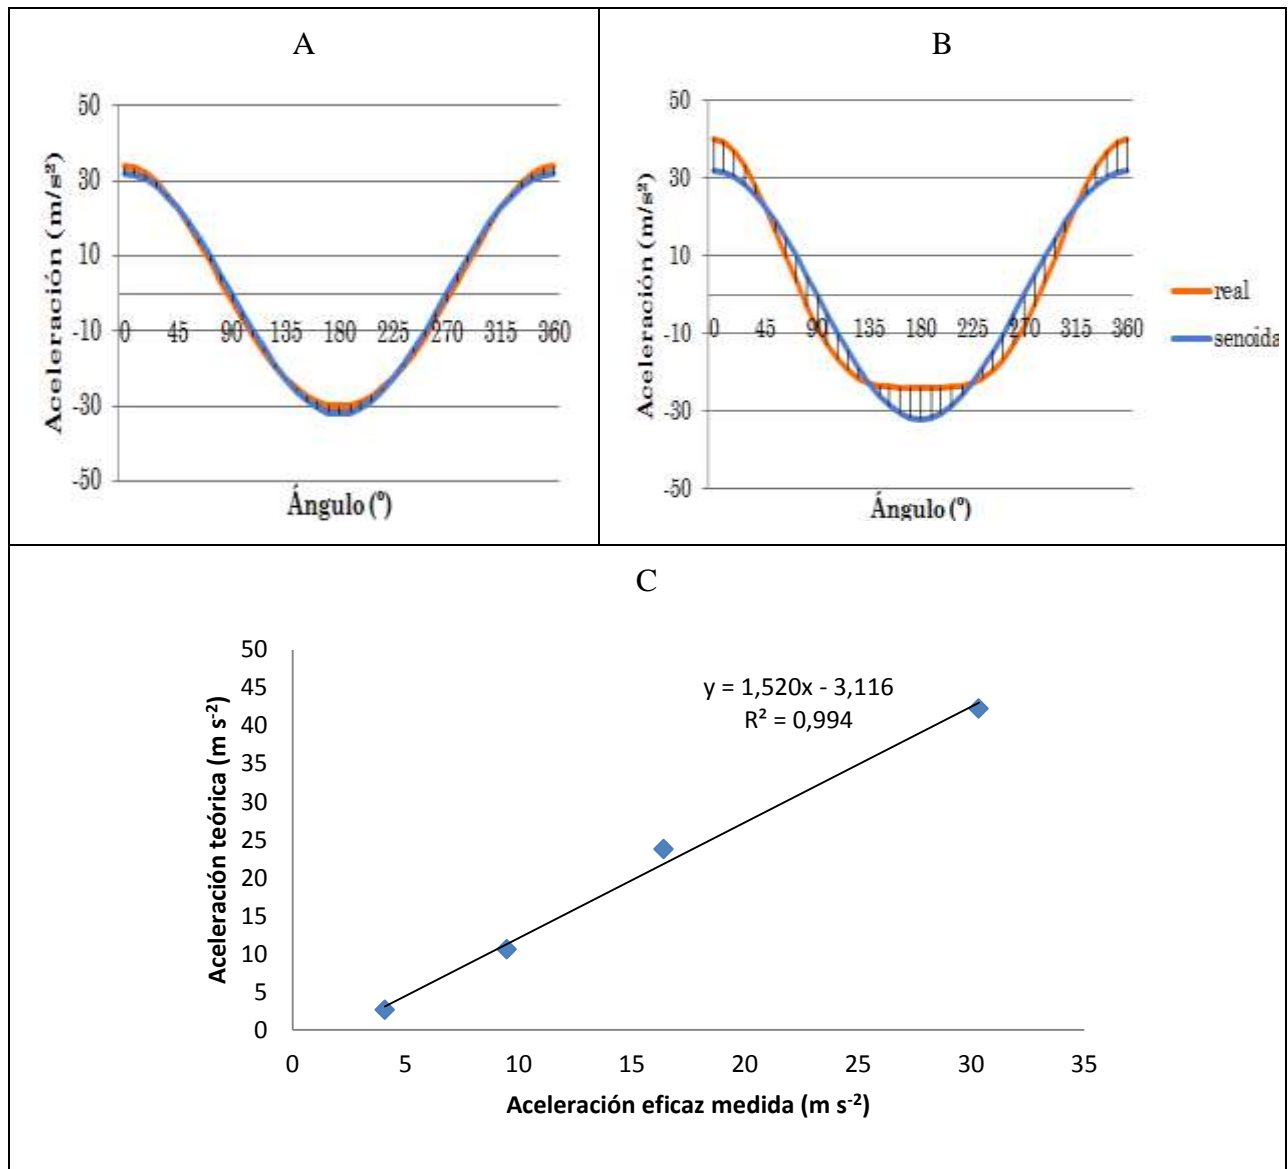 A
50
30
10
-10
-30
-50
0 45 90 135 180 225 270 315 360
Aceleración (m/s²)
Ángulo (º)
B
50
30
10
-10
-30
-50
0 45 90 135 180 225 270 315 360
Aceleración (m/s²)
Ángulo (º)
real
senoida
C
50
45
40
35
30
25
20
15
10
5
0
y = 1,520x - 3,116
R² = 0,994
Aceleración teórica (m s-2)
0 5 10 15 20 25 30 35
Aceleración eficaz medida (m s-2)